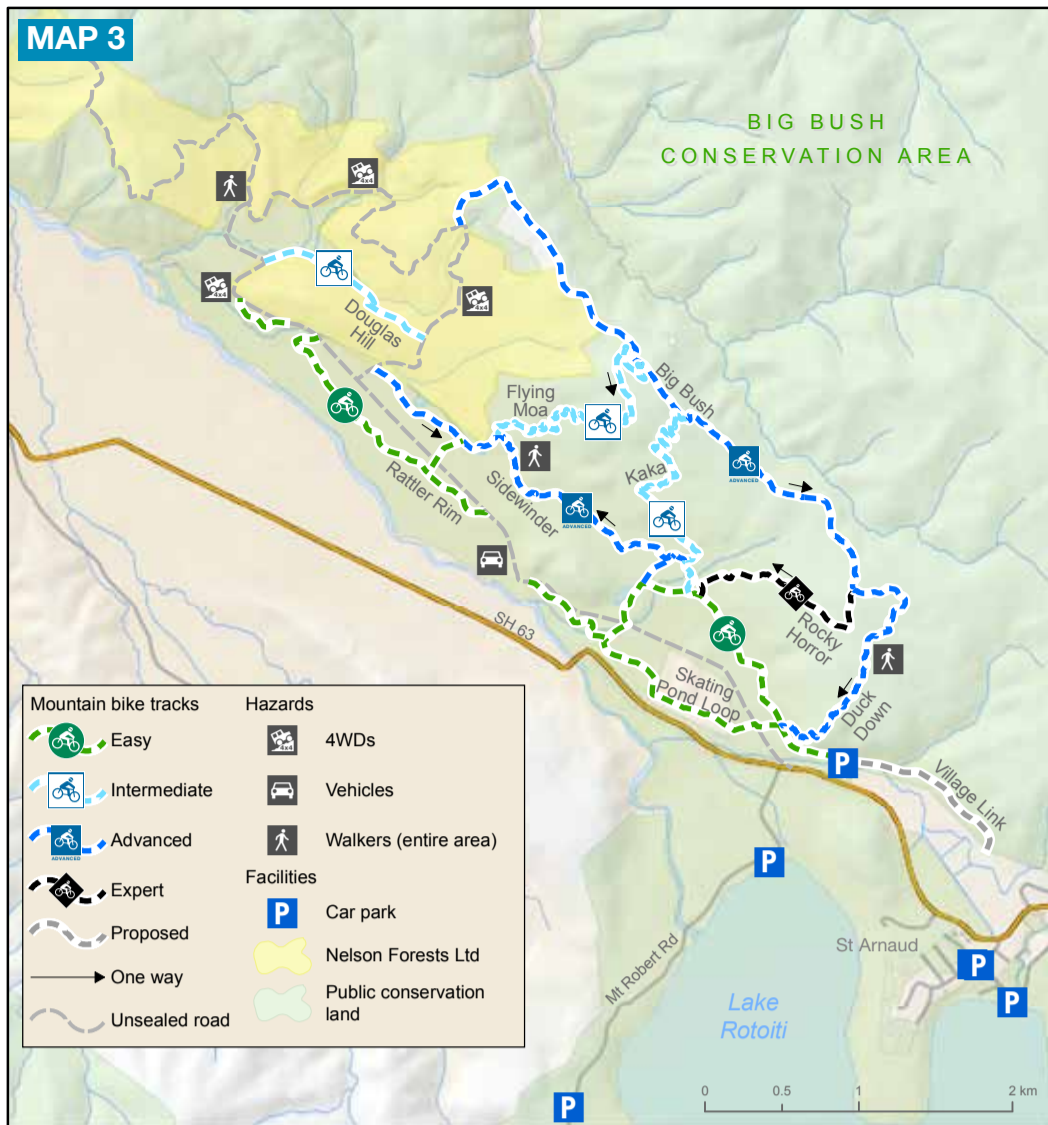 MAP 3
BIG BUSH
CONSERVATION AREA
4x4
4x4
4x4
Douglas
Hill
Flying
Moa
Big Bush
Kaka
ADVANCED
Rattler Rim
Sidewinder
ADVANCED
Rocky
Horror
SH 63
Skating
Pond Loop
Duck
Down
P
Village Link
P
Mt Robert Rd
St Arnaud
P
P
Lake
Rotoiti
P
0 0.5 1 2 km
Mountain bike tracks
Easy
Intermediate
Advanced
ADVANCED
Expert
Proposed
One way
Unsealed road
Hazards
4x4
4WDs
Vehicles
Walkers (entire area)
Facilities
P
Car park
Nelson Forests Ltd
Public conservation
land